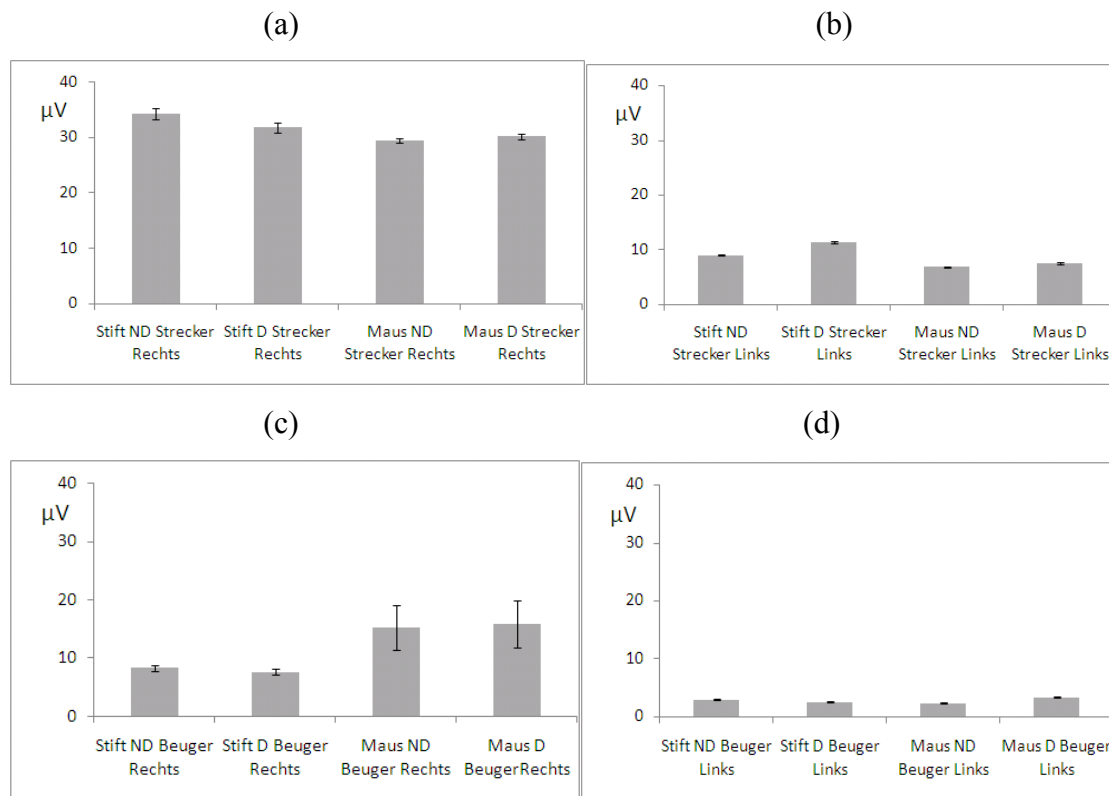 (a)
40
µV
30
20
10
0
Stift ND Strecker
Rechts
Stift D Strecker
Rechts
Maus ND
Strecker Rechts
Maus D Strecker
Rechts
(b)
40
µV
30
20
10
0
Stift ND
Strecker Links
Stift D Strecker
Links
Maus ND
Strecker Links
Maus D
Strecker Links
(c)
40
µV
30
20
10
0
Stift ND Beuger
Rechts
Stift D Beuger
Rechts
Maus ND
Beuger Rechts
Maus D
BeugerRechts
(d)
40
µV
30
20
10
0
Stift ND Beuger
Links
Stift D Beuger
Links
Maus ND
Beuger Links
Maus D Beuger
Links